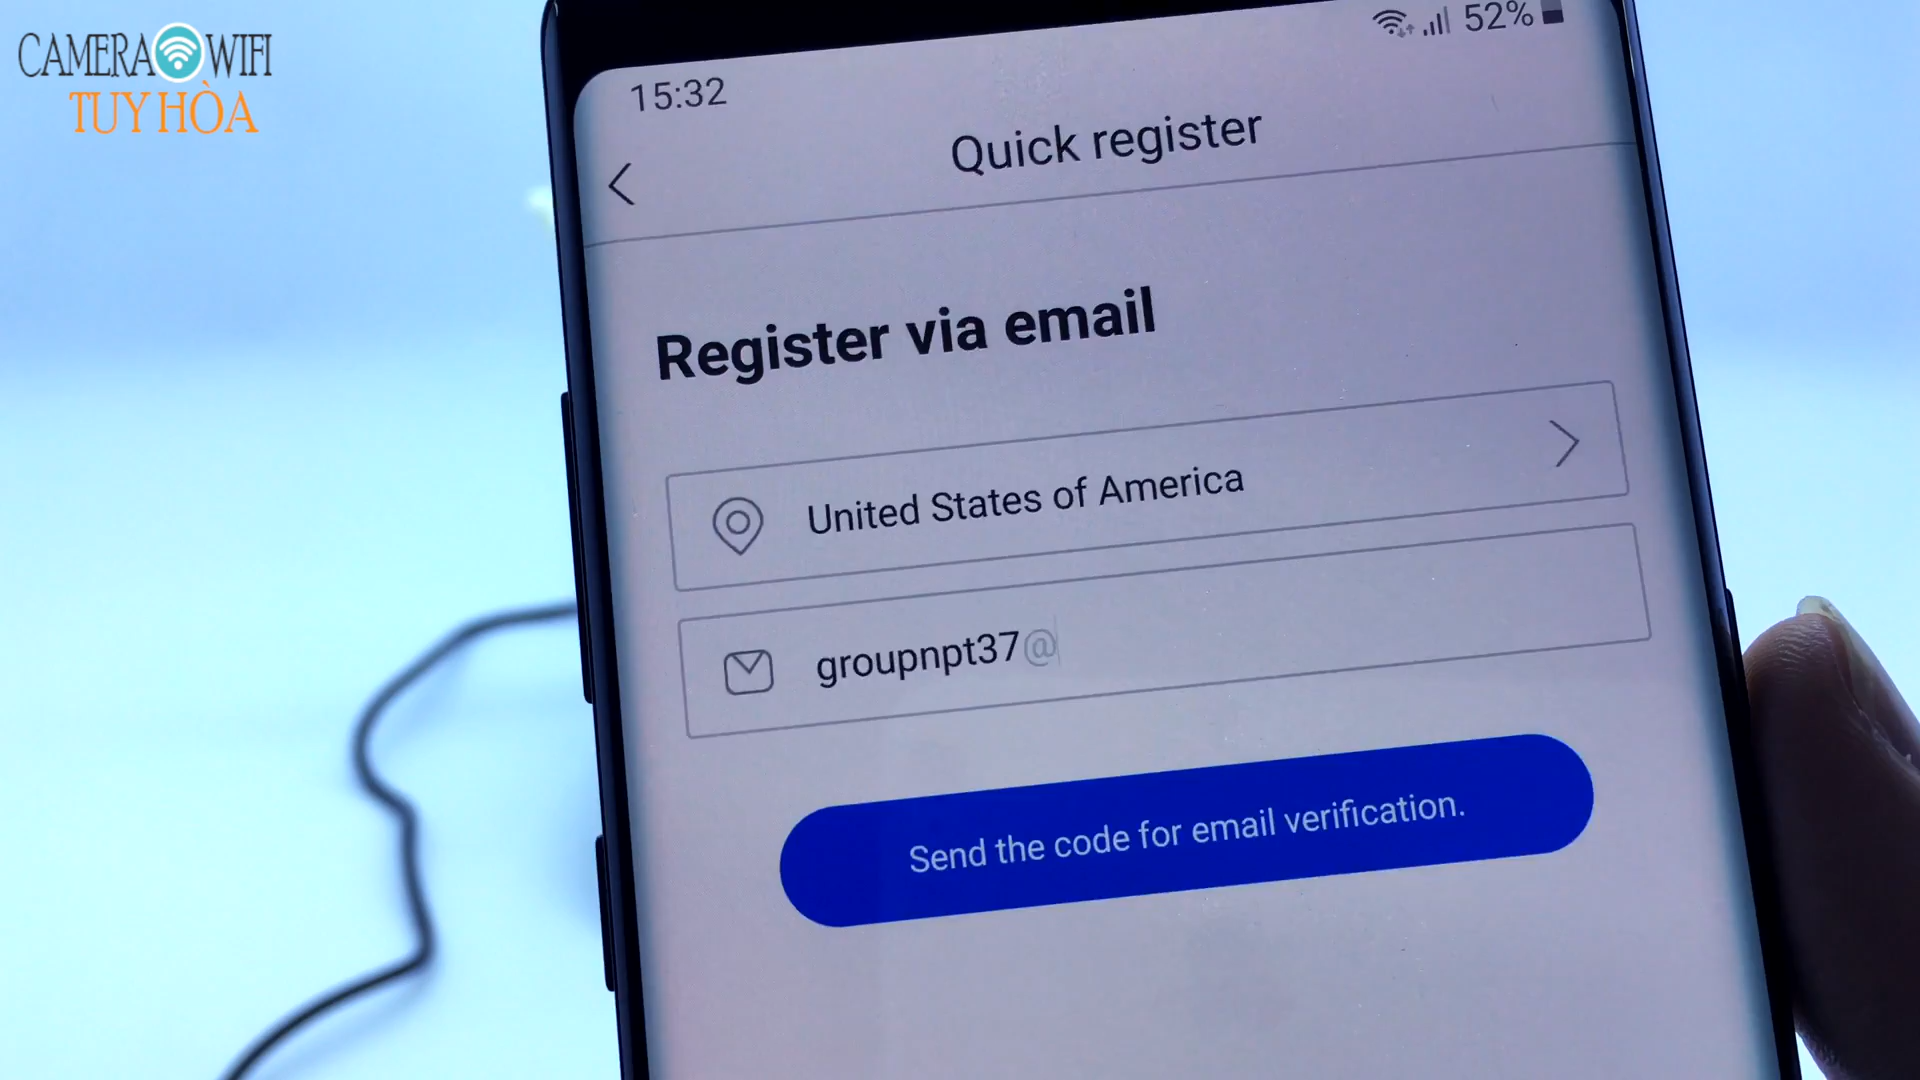 CAMERA WIFI
TUY HÒA
15:32
52%
Quick register
Register via email
United States of America
groupnpt37@
Send the code for email verification.